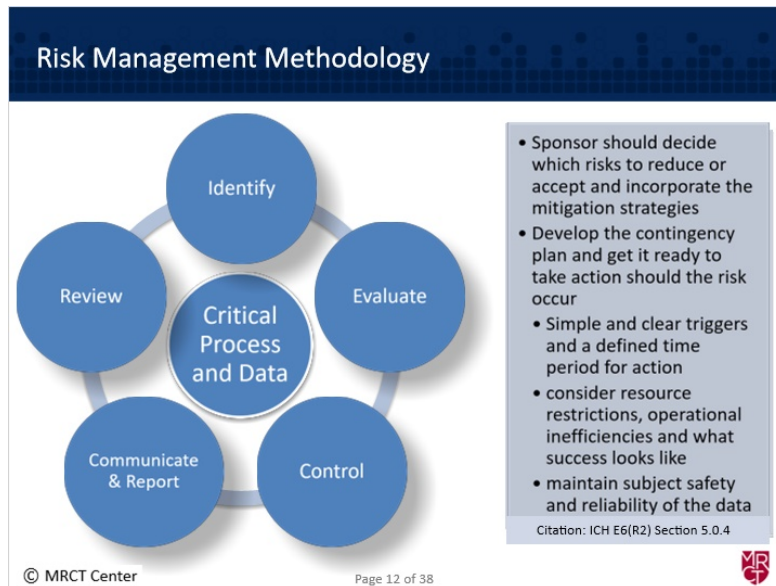 Risk Management Methodology
Identify
Evaluate
Control
Communicate
& Report
Review
Critical
Process
and Data
• Sponsor should decide
which risks to reduce or
accept and incorporate the
mitigation strategies
• Develop the contingency
plan and get it ready to
take action should the risk
occur
• Simple and clear triggers
and a defined time
period for action
• consider resource
restrictions, operational
inefficiencies and what
success looks like
• maintain subject safety
and reliability of the data
Citation: ICH E6(R2) Section 5.0.4
© MRCT Center
Page 12 of 38
MR
CT